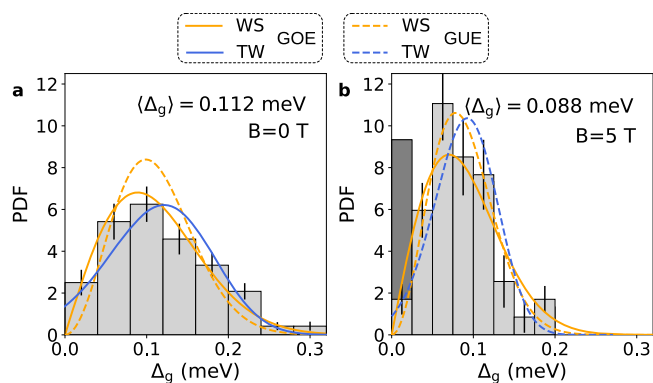 WS GOE WS GUE
TW TW
a
⟨Δg⟩ = 0.112 meV
B=0 T
PDF
12
10
8
6
4
2
0
0.0 0.1 0.2 0.3
Δg (meV)
b
⟨Δg⟩ = 0.088 meV
B=5 T
PDF
12
10
8
6
4
2
0
0.0 0.1 0.2 0.3
Δg (meV)